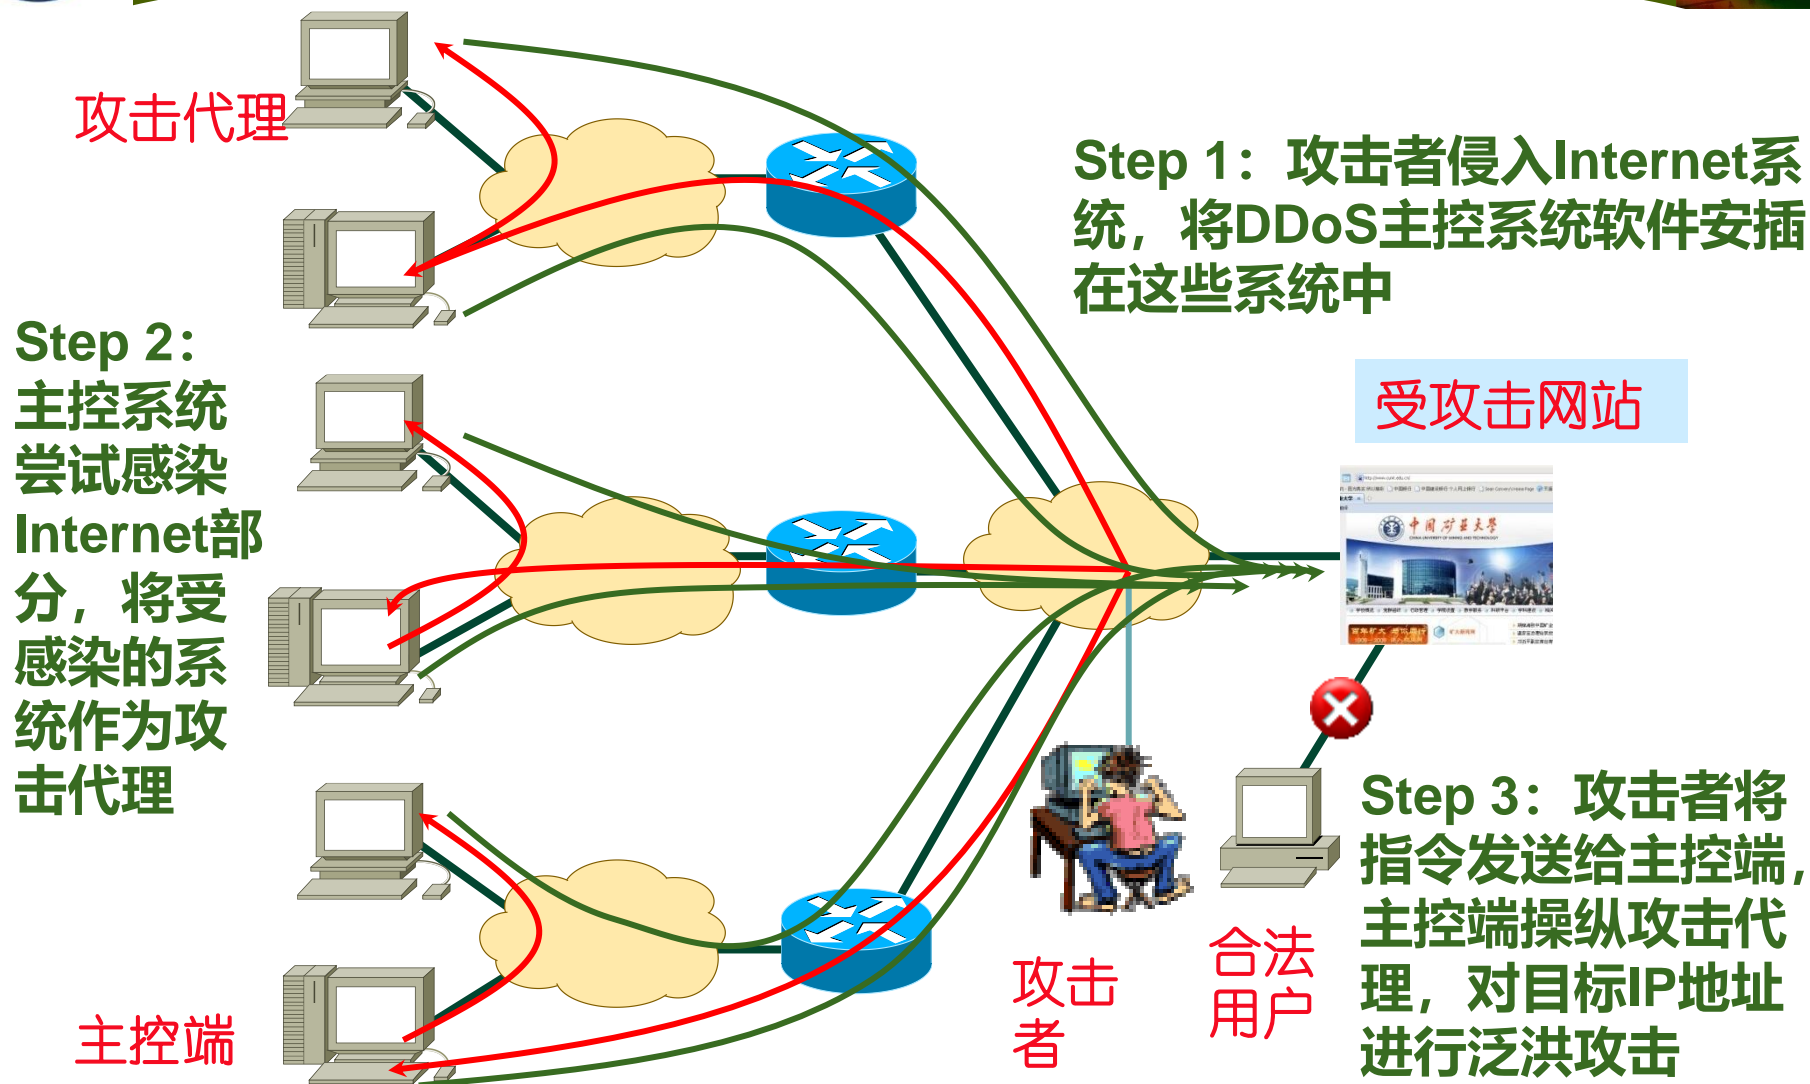 攻击代理
Step 1：攻击者侵入Internet系
统，将DDoS主控系统软件安插
在这些系统中
Step 2：
主控系统
尝试感染
Internet部
分，将受
感染的系
统作为攻
击代理
受攻击网站
中国矿业大学
CHINA UNIVERSITY OF MINING AND TECHNOLOGY
Step 3：攻击者将
指令发送给主控端，
主控端操纵攻击代
理，对目标IP地址
进行泛洪攻击
攻击
者
合法
用户
主控端